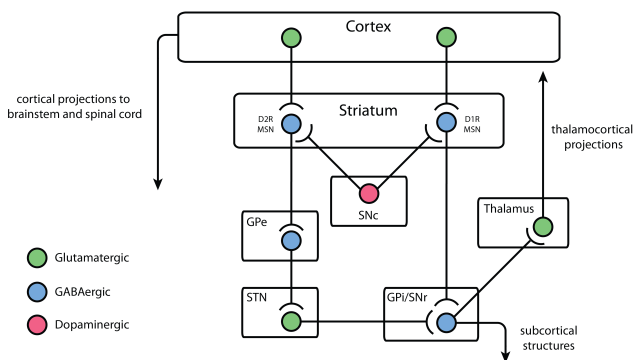 Cortex
cortical projections to
brainstem and spinal cord
Striatum
D2R
MSN
D1R
MSN
thalamocortical
projections
SNc
Thalamus
GPe
Glutamatergic
GABAergic
Dopaminergic
STN
GPi/SNr
subcortical
structures